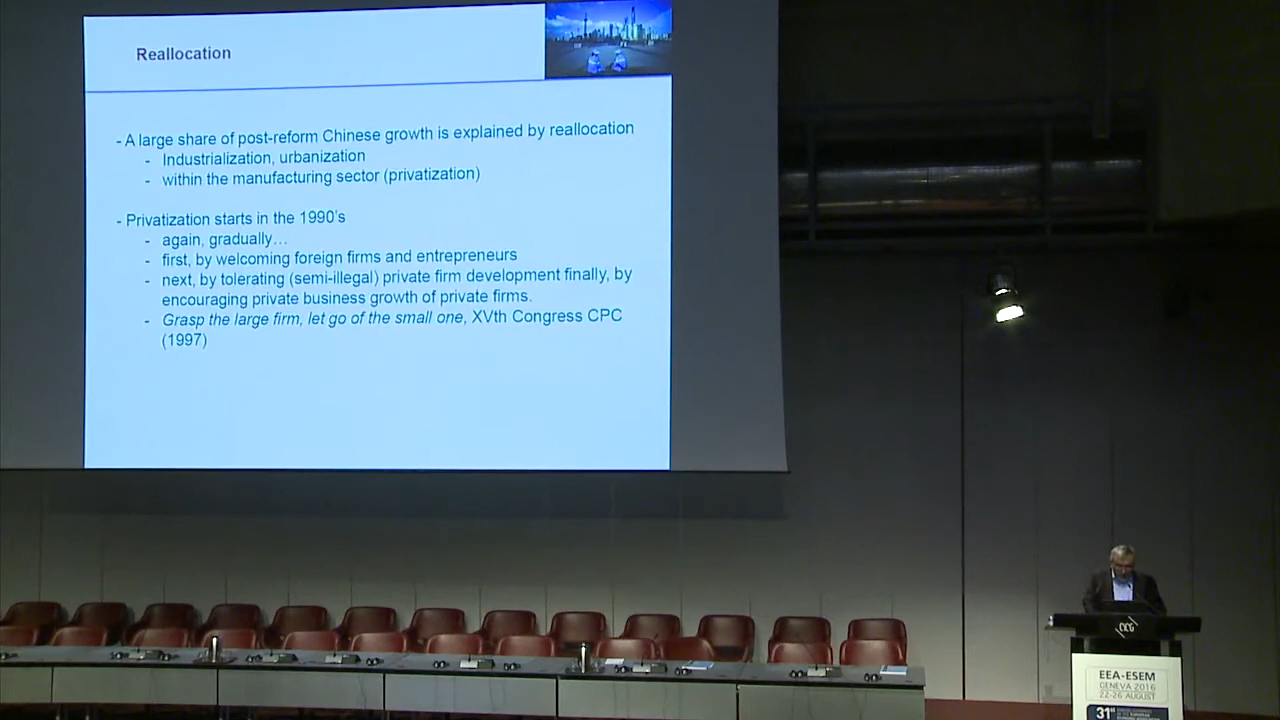 Reallocation
- A large share of post-reform Chinese growth is explained by reallocation
- Industrialization, urbanization
- within the manufacturing sector (privatization)
- Privatization starts in the 1990's
- again, gradually…
- first, by welcoming foreign firms and entrepreneurs
- next, by tolerating (semi-illegal) private firm development finally, by
encouraging private business growth of private firms.
- Grasp the large firm, let go of the small one, XVth Congress CPC
(1997)
CICG
EEA-ESEM
GENEVA 2016
22-26 AUGUST
31st